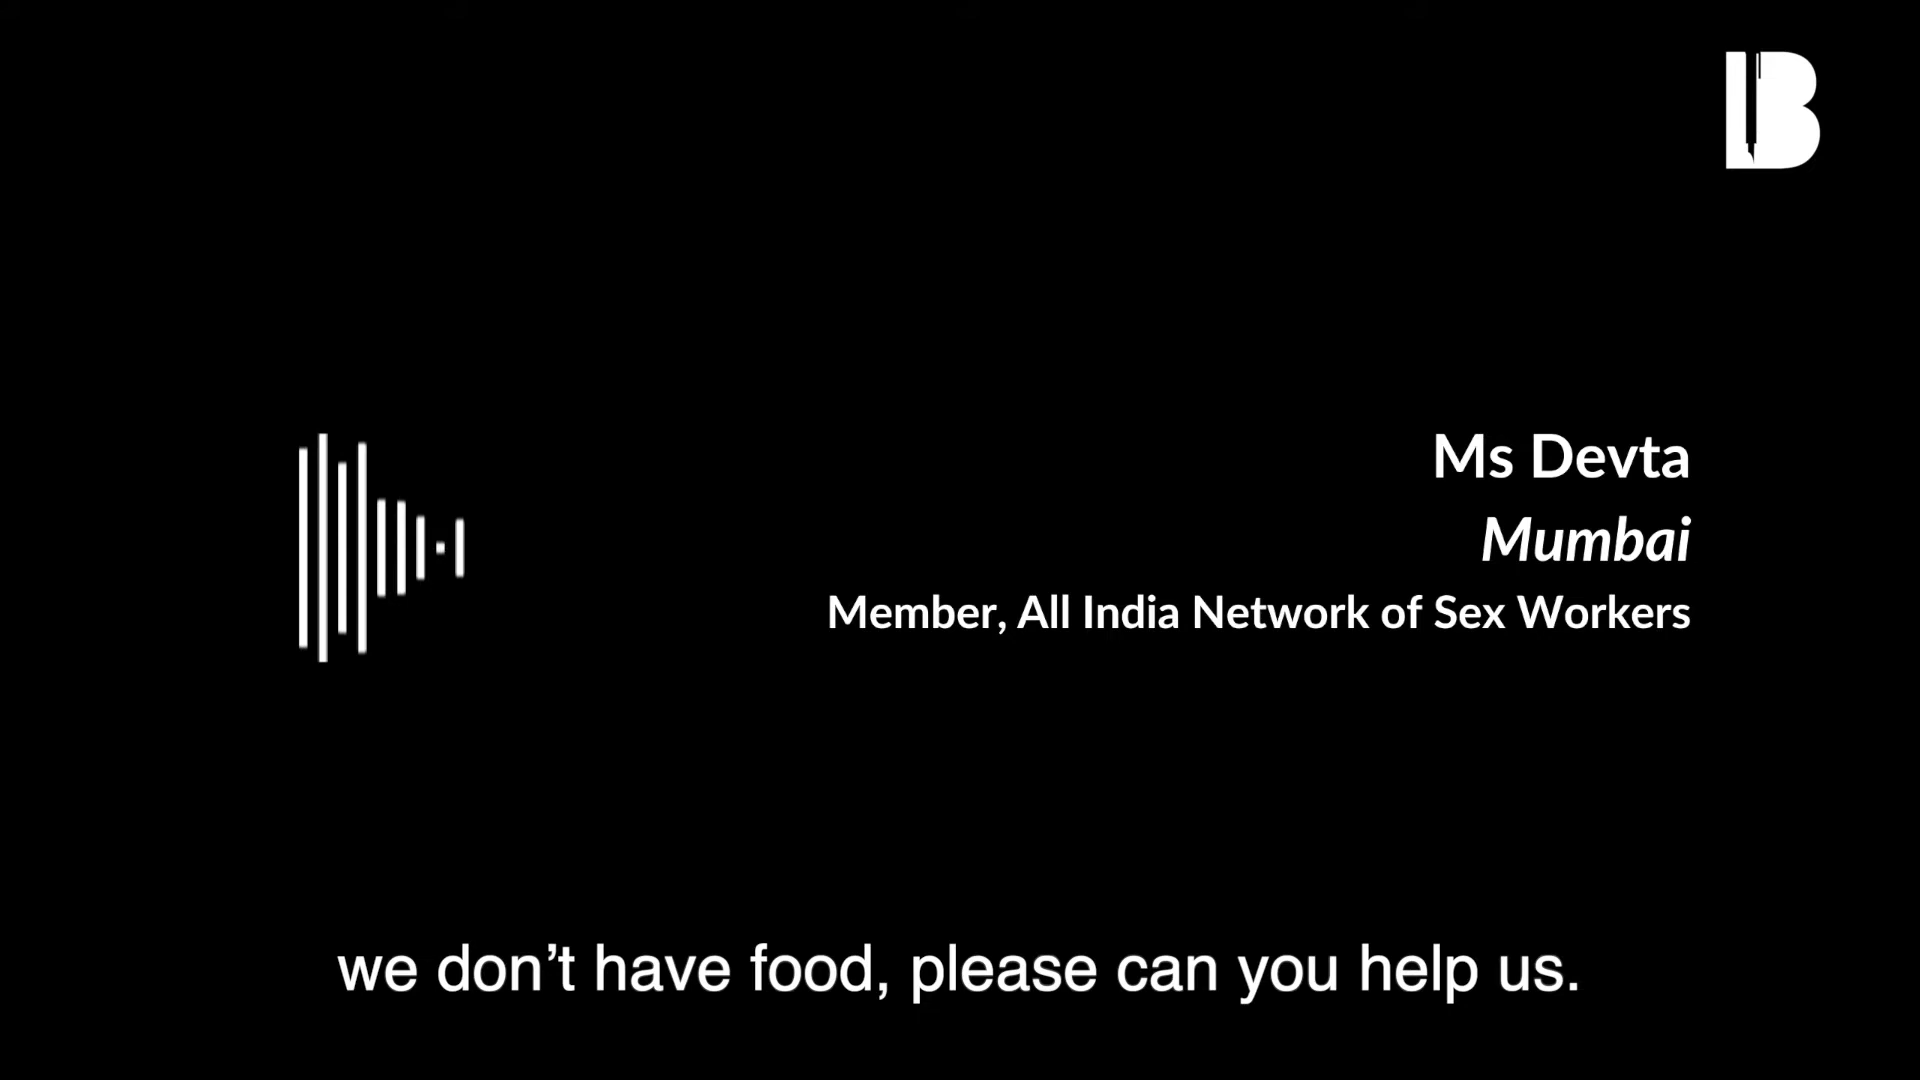 B
Ms Devta
Mumbai
Member, All India Network of Sex Workers
we don’t have food, please can you help us.